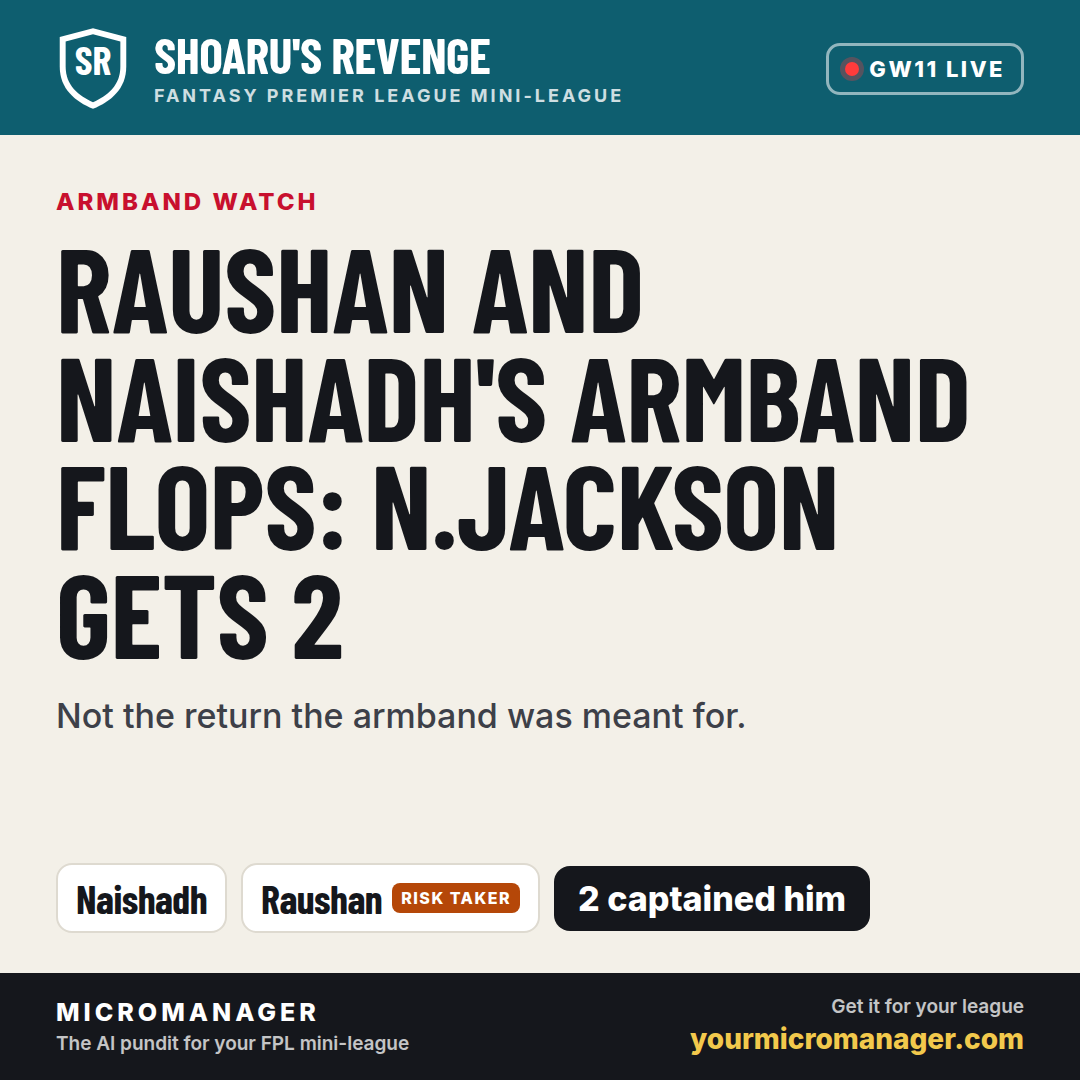 SR
SHOARU'S REVENGE
FANTASY PREMIER LEAGUE MINI-LEAGUE
GW11 LIVE
ARMBAND WATCH
RAUSHAN AND
NAISHADH'S ARMBAND
FLOPS: N.JACKSON
GETS 2
Not the return the armband was meant for.
Naishadh
Raushan RISK TAKER
2 captained him
MICROMANAGER
The AI pundit for your FPL mini-league
Get it for your league
yourmicromanager.com